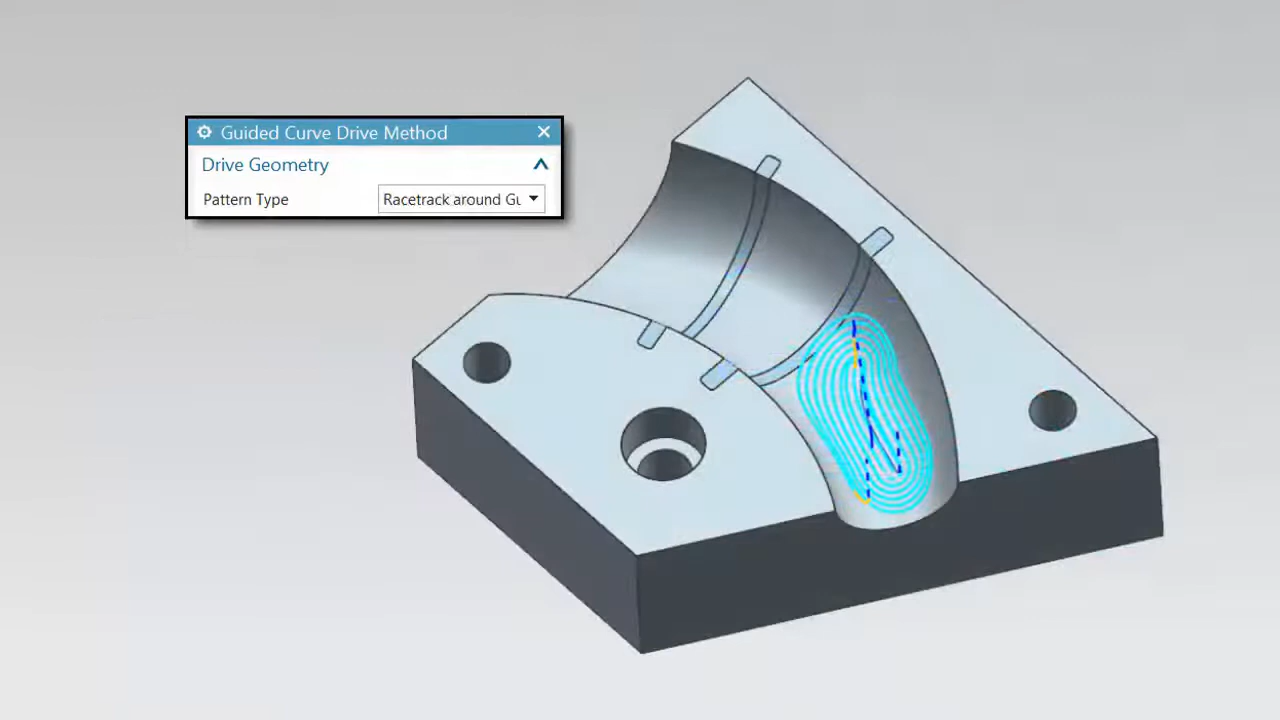 Guided Curve Drive Method
Drive Geometry
Pattern Type Racetrack around Gu